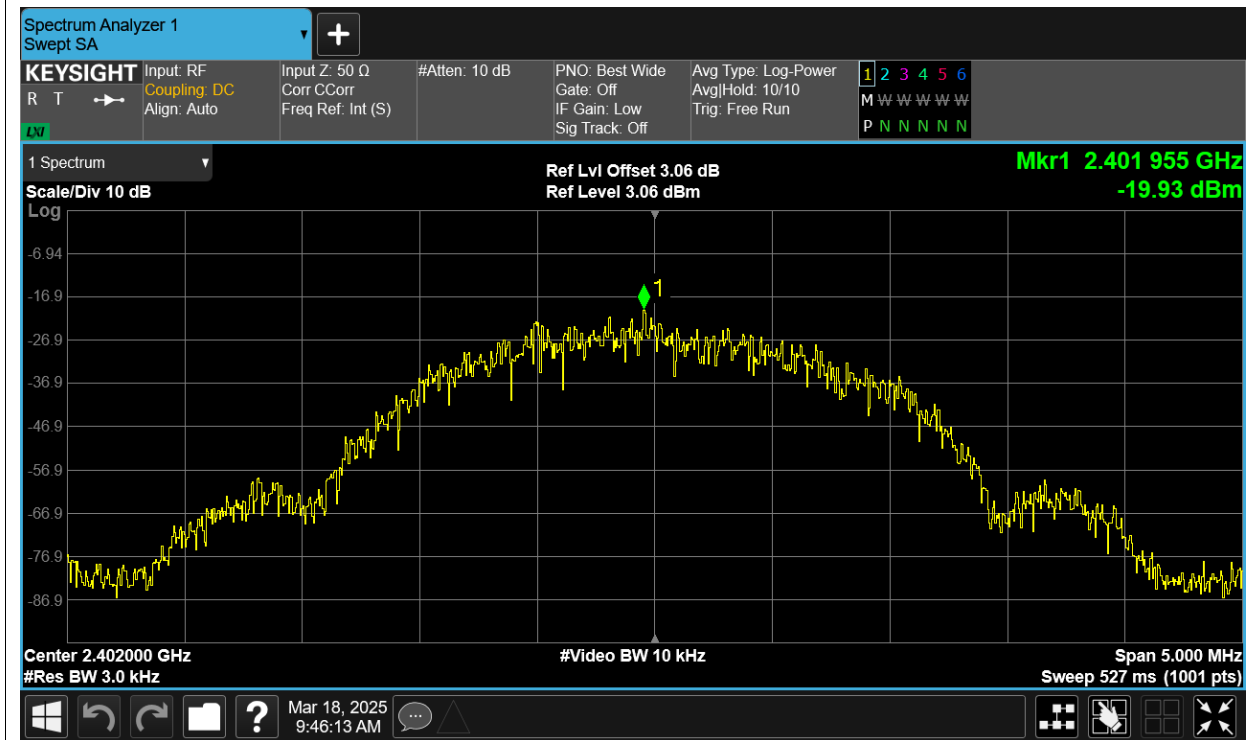 Spectrum Analyzer 1
Swept SA
+
KEYSIGHT
R T
LXI
Input: RF
Coupling: DC
Align: Auto
Input Z: 50 Ω
Corr CCorr
Freq Ref: Int (S)
#Atten: 10 dB
PNO: Best Wide
Gate: Off
IF Gain: Low
Sig Track: Off
Avg Type: Log-Power
Avg|Hold: 10/10
Trig: Free Run
1 2 3 4 5 6
M W W W W W
P N N N N N
1 Spectrum
Scale/Div 10 dB
Log
Ref Lvl Offset 3.06 dB
Ref Level 3.06 dBm
Mkr1 2.401 955 GHz
-19.93 dBm
1
-6.94
-16.9
-26.9
-36.9
-46.9
-56.9
-66.9
-76.9
-86.9
Center 2.402000 GHz
#Res BW 3.0 kHz
#Video BW 10 kHz
Span 5.000 MHz
Sweep 527 ms (1001 pts)
?
Mar 18, 2025
9:46:13 AM